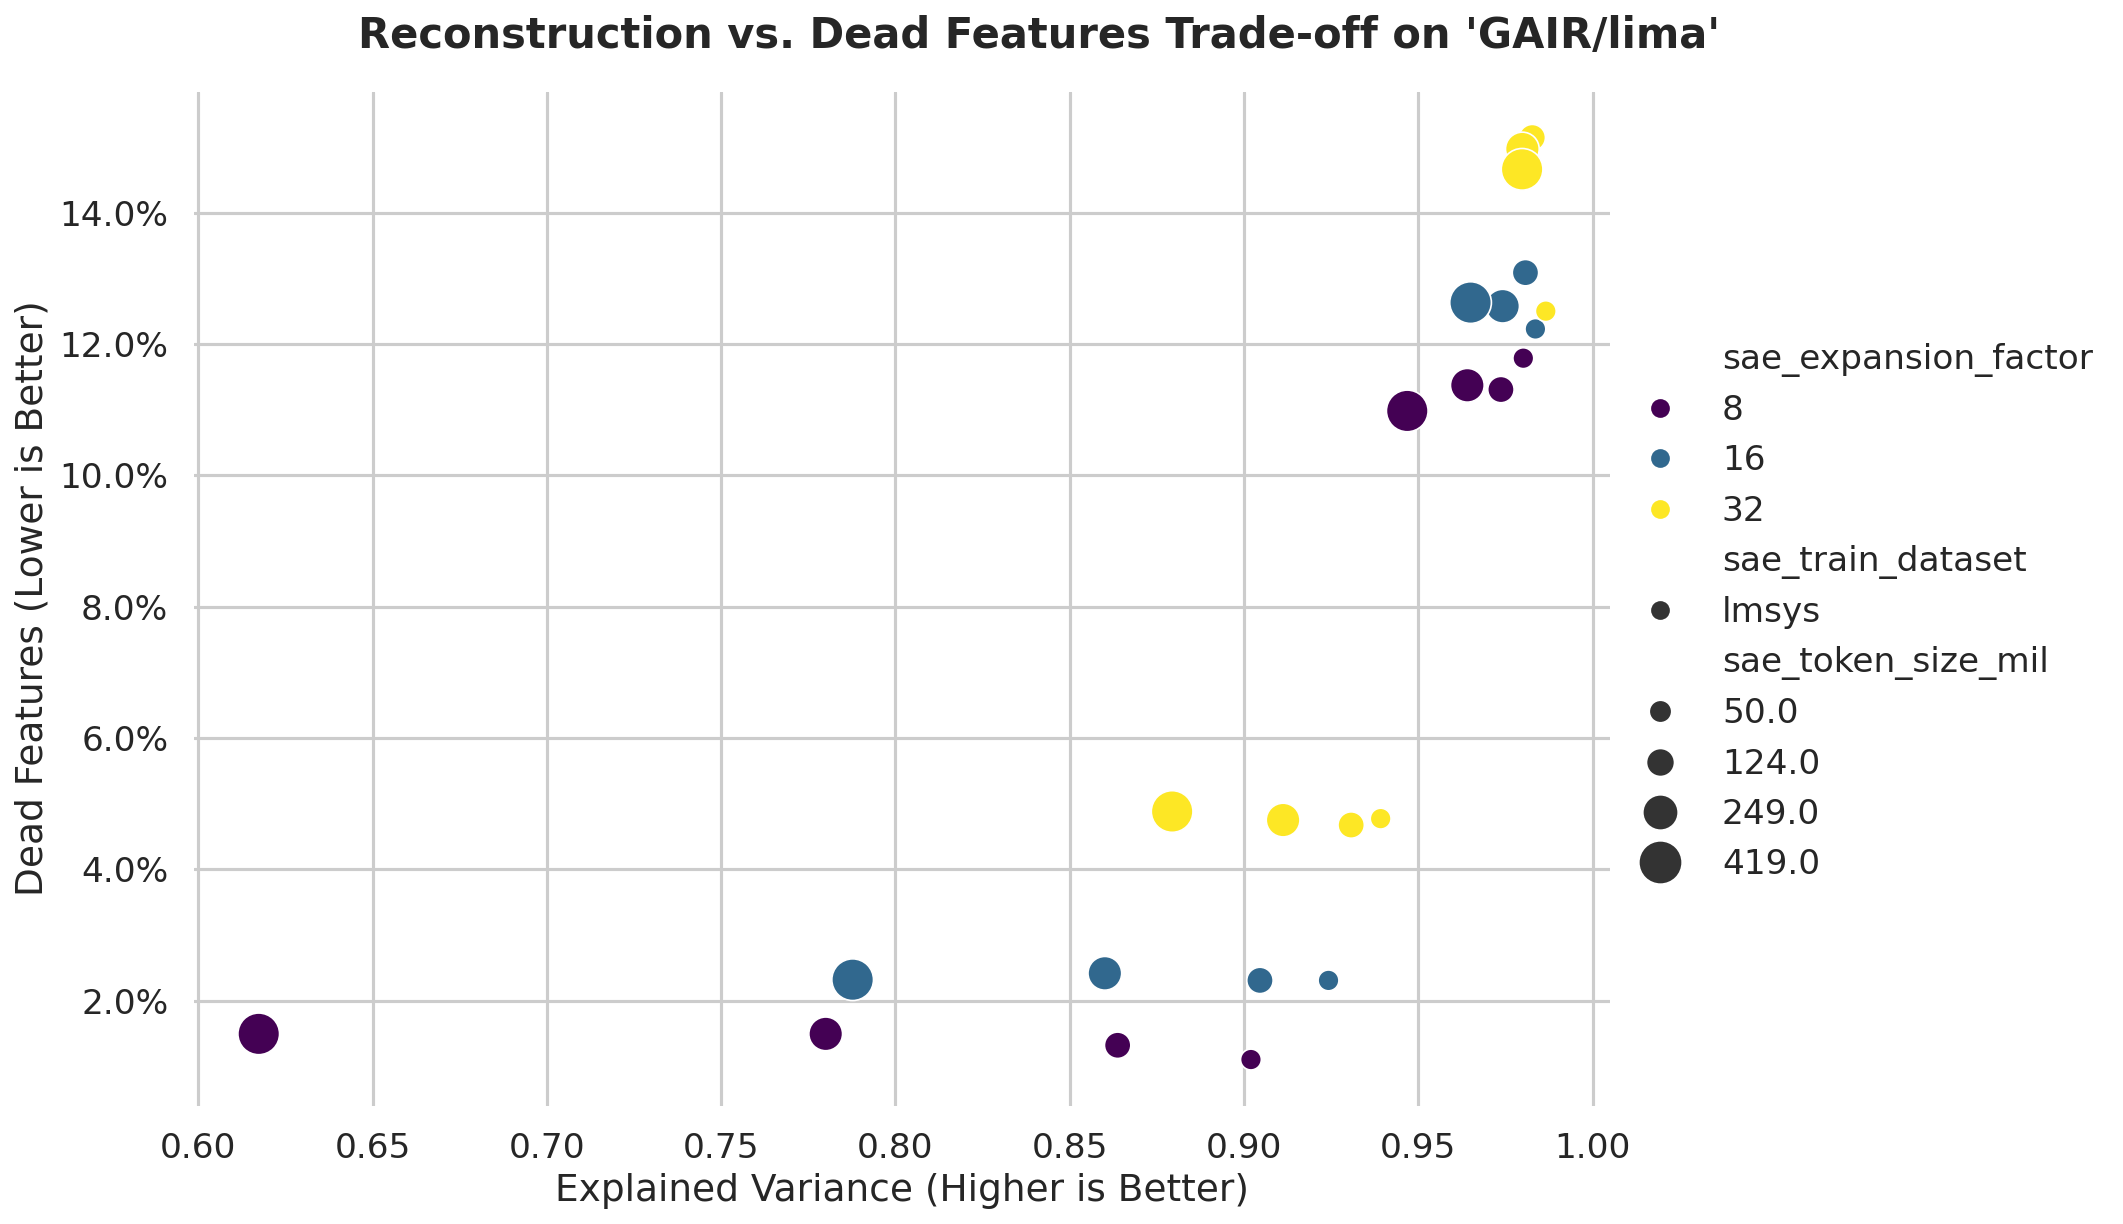 Reconstruction vs. Dead Features Trade-off on 'GAIR/lima'
Dead Features (Lower is Better)
14.0%
12.0%
10.0%
8.0%
6.0%
4.0%
2.0%
0.60 0.65 0.70 0.75 0.80 0.85 0.90 0.95 1.00
Explained Variance (Higher is Better)
sae_expansion_factor
8
16
32
sae_train_dataset
lmsys
sae_token_size_mil
50.0
124.0
249.0
419.0